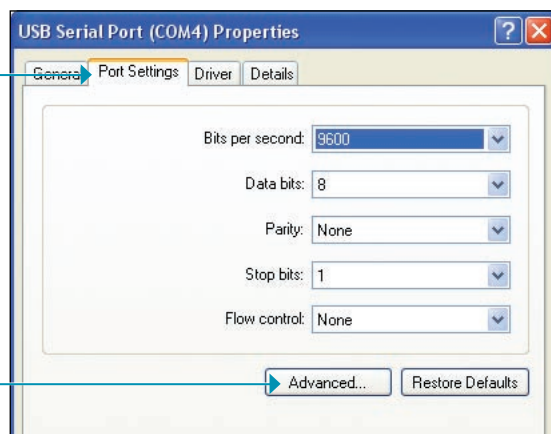 USB Serial Port (COM4) Properties
General Port Settings Driver Details
Bits per second: 9600
Data bits: 8
Parity: None
Stop bits: 1
Flow control: None
Advanced... Restore Defaults